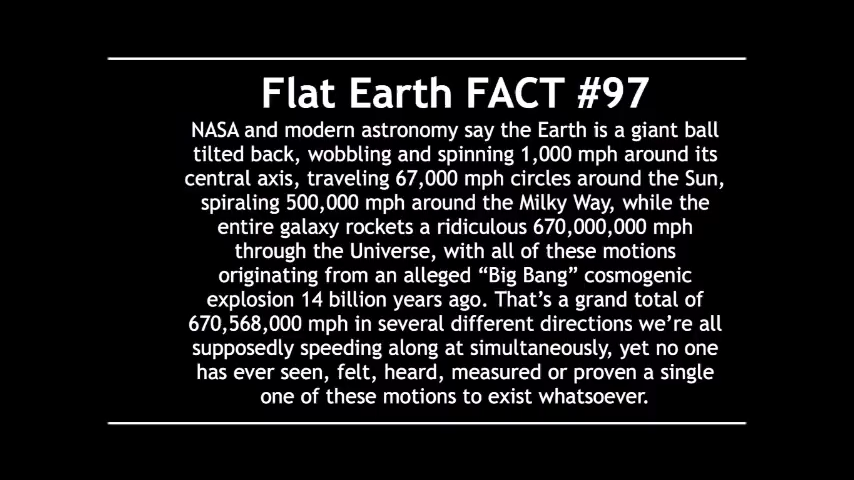 Flat Earth FACT #97
NASA and modern astronomy say the Earth is a giant ball
tilted back, wobbling and spinning 1,000 mph around its
central axis, traveling 67,000 mph circles around the Sun,
spiraling 500,000 mph around the Milky Way, while the
entire galaxy rockets a ridiculous 670,000,000 mph
through the Universe, with all of these motions
originating from an alleged “Big Bang” cosmogenic
explosion 14 billion years ago. That’s a grand total of
670,568,000 mph in several different directions we’re all
supposedly speeding along at simultaneously, yet no one
has ever seen, felt, heard, measured or proven a single
one of these motions to exist whatsoever.